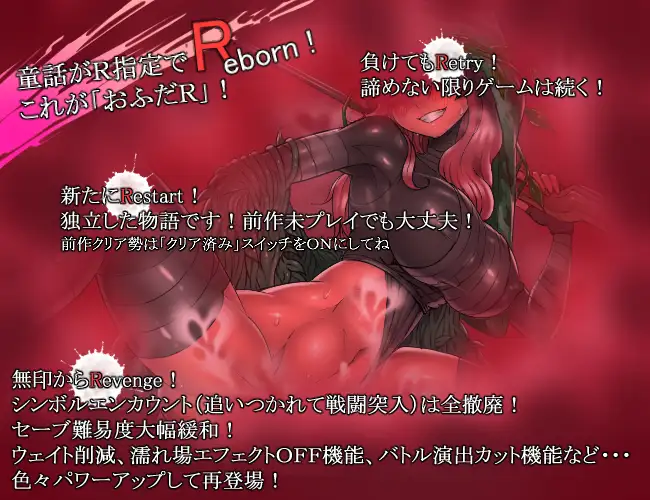 童話がR指定でReborn！
これが「おふだR」！
負けてもRetry！
諦めない限りゲームは続く！
新たにRestart！
独立した物語です！前作未プレイでも大丈夫！
前作クリア勢は「クリア済み」スイッチをONにしてね
無印からRevenge！
シンボルエンカウント（追いつかれて戦闘突入）は全撤廃！
セーブ難易度大幅緩和！
ウェイト削減、濡れ場エフェクトOFF機能、バトル演出カット機能など・・・
色々パワーアップして再登場！